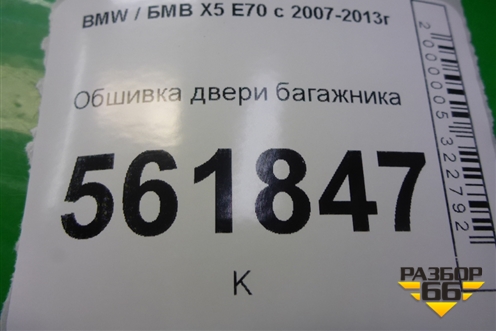 BMW / БМВ X5 E70 с 2007-2013г
Обшивка двери багажника
561847
К
2000005322792
РАЗБОР
66